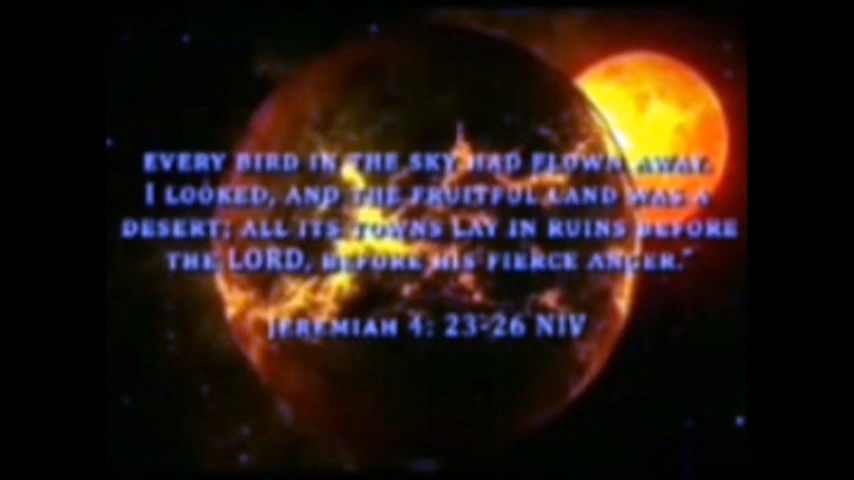 EVERY BIRD IN THE SKY HAD FLOWN AWAY.
I LOOKED, AND THE FRUITFUL LAND WAS A
DESERT; ALL ITS TOWNS LAY IN RUINS BEFORE
THE LORD, BEFORE HIS FIERCE ANGER."
JEREMIAH 4: 23-26 NIV